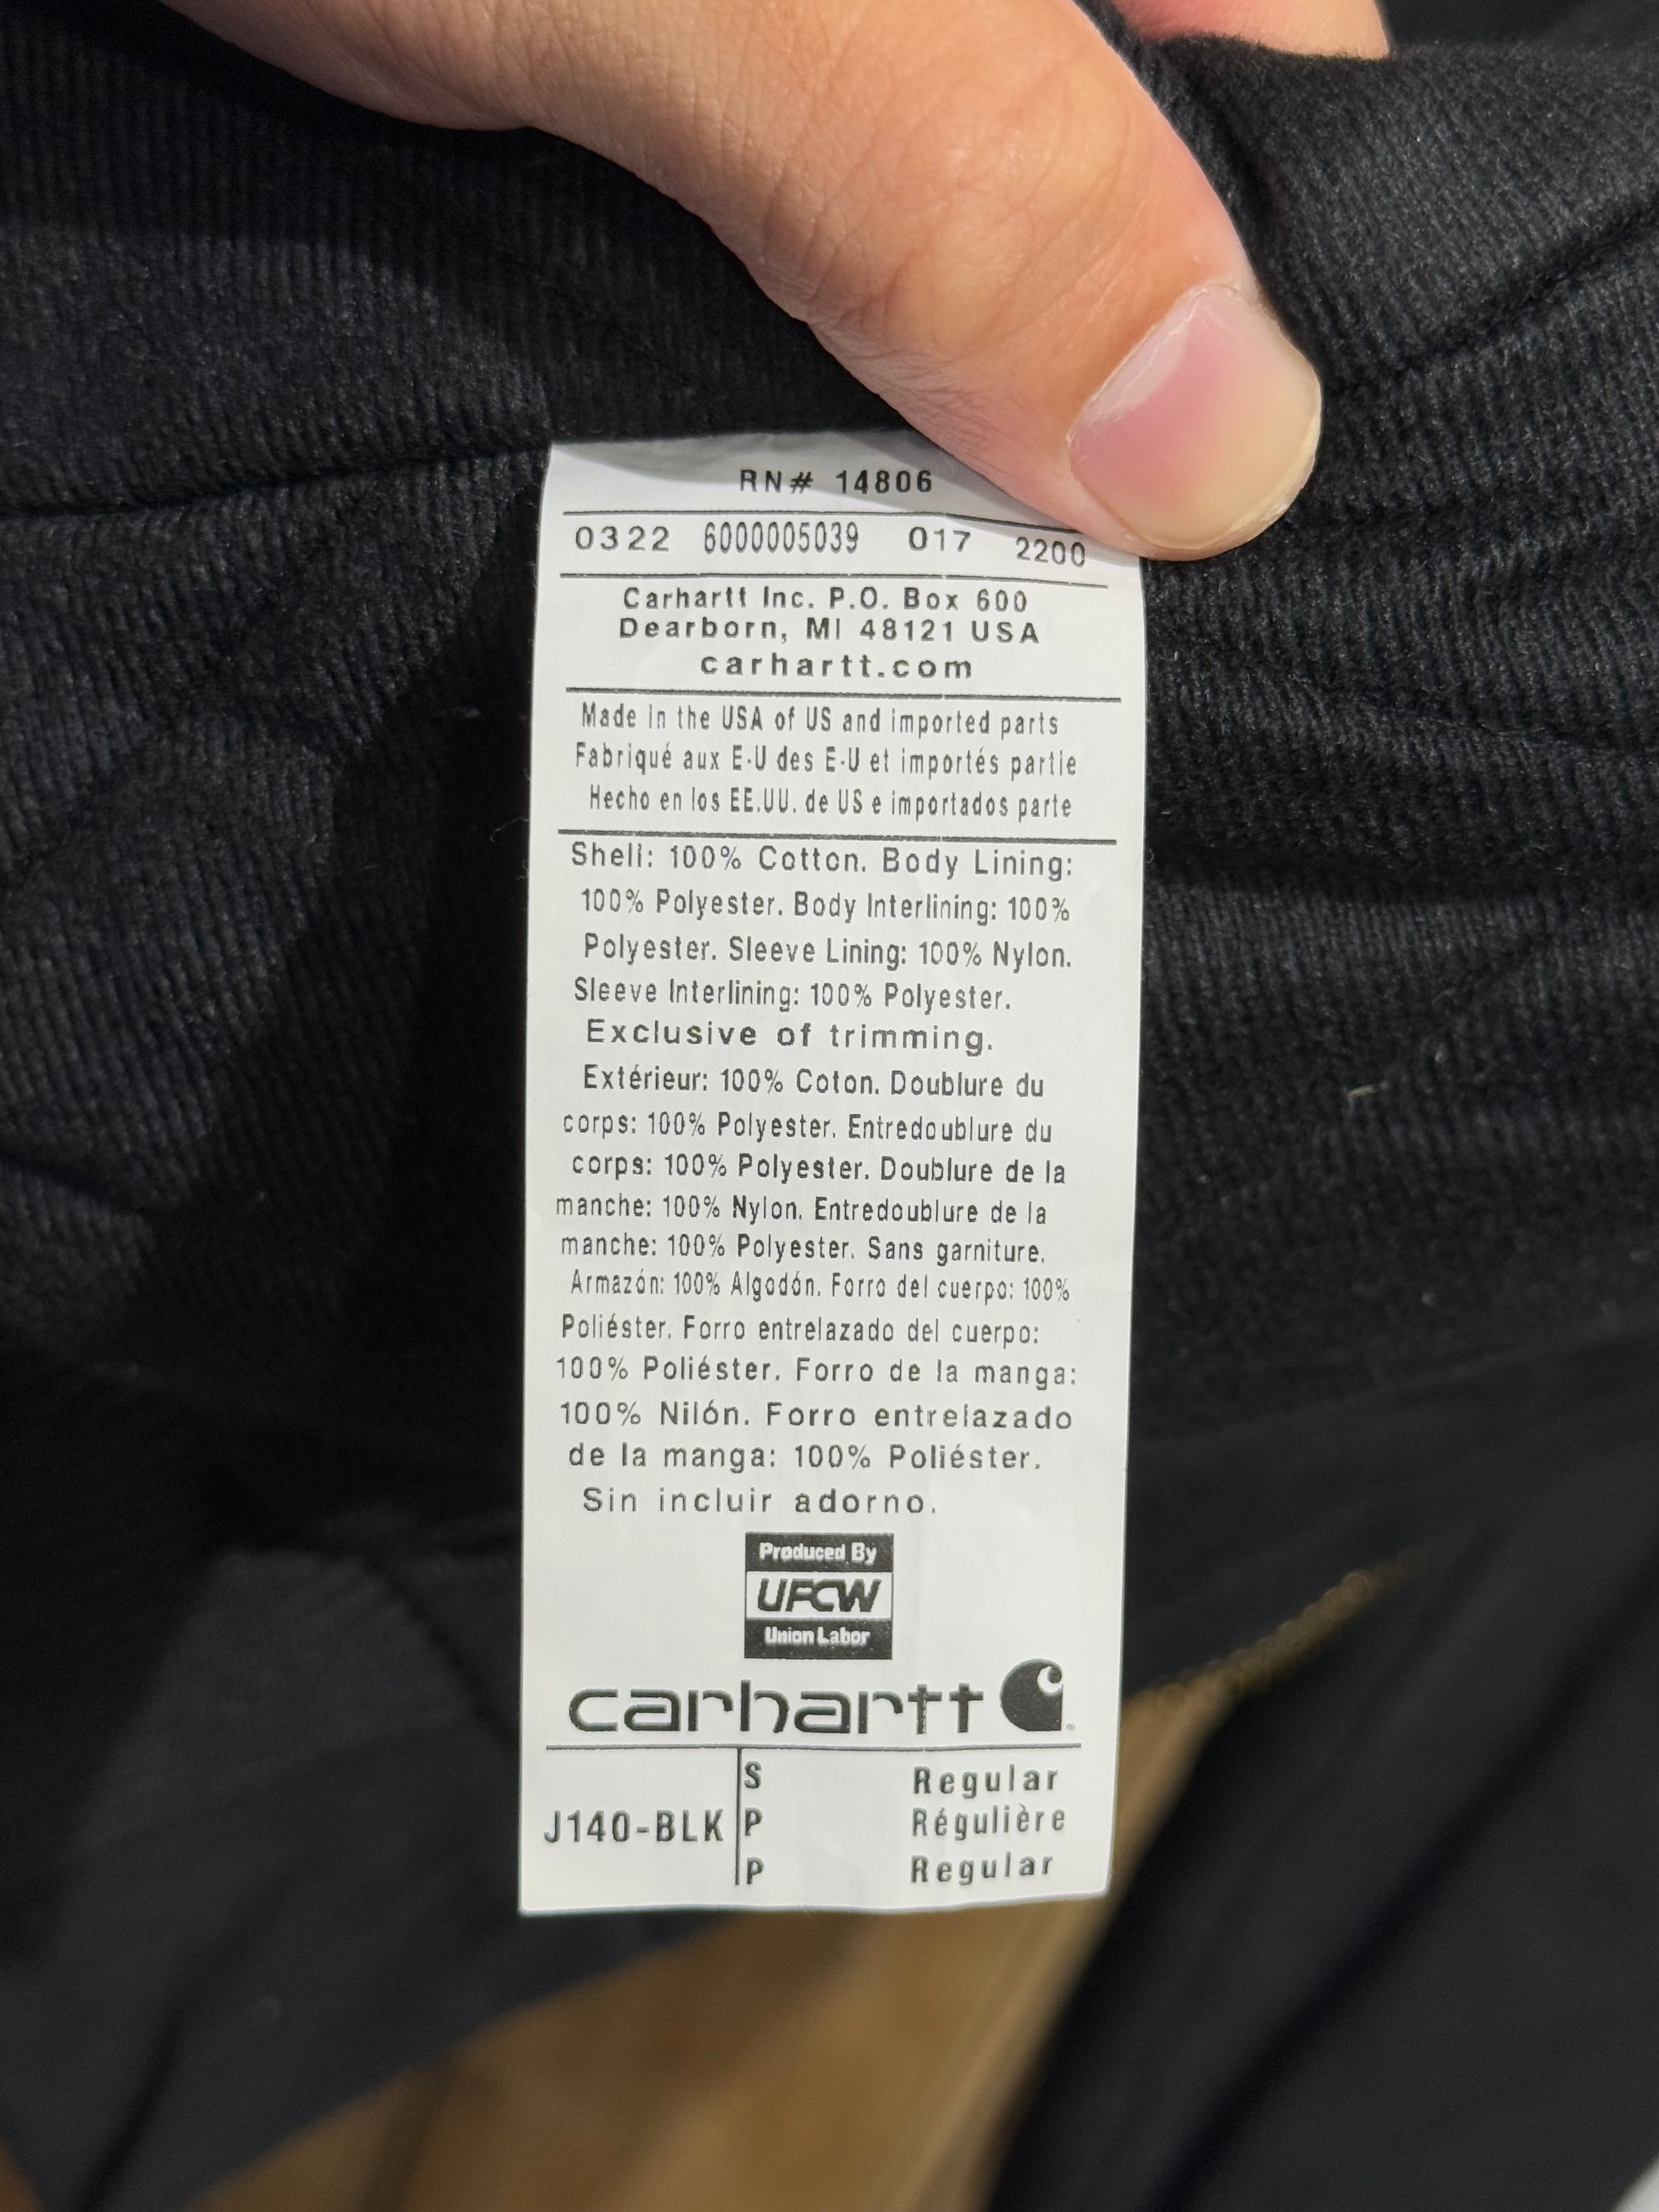 RN# 14806
0322 6000005039 017 2200
Carhartt Inc. P.O. Box 600
Dearborn, MI 48121 USA
carhartt.com
Made in the USA of US and imported parts
Fabriqué aux E-U des E-U et importés partie
Hecho en los EE.UU. de US e importados parte
Shell: 100% Cotton. Body Lining:
100% Polyester. Body Interlining: 100%
Polyester. Sleeve Lining: 100% Nylon.
Sleeve Interlining: 100% Polyester.
Exclusive of trimming.
Extérieur: 100% Coton. Doublure du
corps: 100% Polyester. Entredoublure du
corps: 100% Polyester. Doublure de la
manche: 100% Nylon. Entredoublure de la
manche: 100% Polyester. Sans garniture.
Armazón: 100% Algodón. Forro del cuerpo: 100%
Poliéster. Forro entrelazado del cuerpo:
100% Poliéster. Forro de la manga:
100% Nilón. Forro entrelazado
de la manga: 100% Poliéster.
Sin incluir adorno.
Produced By
UFCW
Union Labor
carhartt
S Regular
J140-BLK P Régulière
P Regular